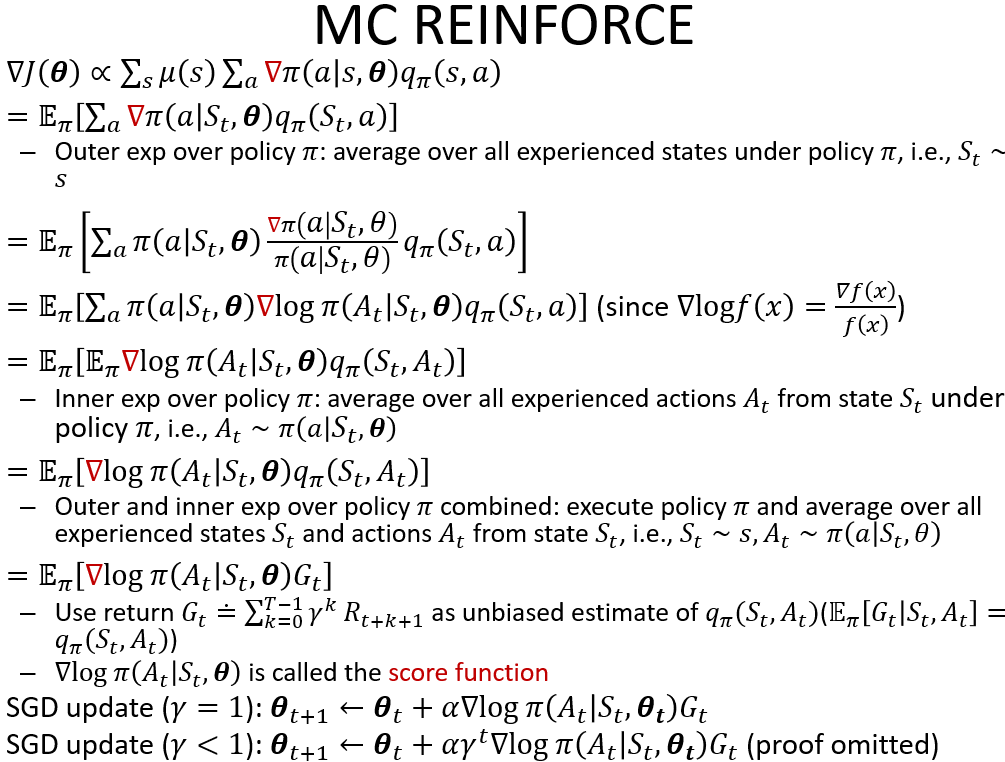 MC REINFORCE
∇J(𝜽) ∝ ∑ₛ μ(s) ∑ₐ ∇π(a|s, 𝜽)q_π(s, a)
= 𝔼_π[∑ₐ ∇π(a|S_t, 𝜽)q_π(S_t, a)]
– Outer exp over policy π: average over all experienced states under policy π, i.e., S_t ~
s
= 𝔼_π [∑ₐ π(a|S_t, 𝜽) ∇π(a|S_t, θ)/π(a|S_t, θ) q_π(S_t, a)]
= 𝔼_π[∑ₐ π(a|S_t, 𝜽)∇log π(A_t|S_t, 𝜽)q_π(S_t, a)] (since ∇logf(x) = ∇f(x)/f(x))
= 𝔼_π[𝔼_π∇log π(A_t|S_t, 𝜽)q_π(S_t, A_t)]
– Inner exp over policy π: average over all experienced actions A_t from state S_t under
policy π, i.e., A_t ~ π(a|S_t, 𝜽)
= 𝔼_π[∇log π(A_t|S_t, 𝜽)q_π(S_t, A_t)]
– Outer and inner exp over policy π combined: execute policy π and average over all
experienced states S_t and actions A_t from state S_t, i.e., S_t ~ s, A_t ~ π(a|S_t, θ)
= 𝔼_π[∇log π(A_t|S_t, 𝜽)G_t]
– Use return G_t ≐ ∑_{k=0}^{T−1} γ^k R_{t+k+1} as unbiased estimate of q_π(S_t, A_t)(𝔼_π[G_t|S_t, A_t] =
q_π(S_t, A_t))
– ∇log π(A_t|S_t, 𝜽) is called the score function
SGD update (γ = 1): 𝜽_{t+1} ← 𝜽_t + α∇log π(A_t|S_t, 𝜽_t)G_t
SGD update (γ < 1): 𝜽_{t+1} ← 𝜽_t + αγ^t∇log π(A_t|S_t, 𝜽_t)G_t (proof omitted)